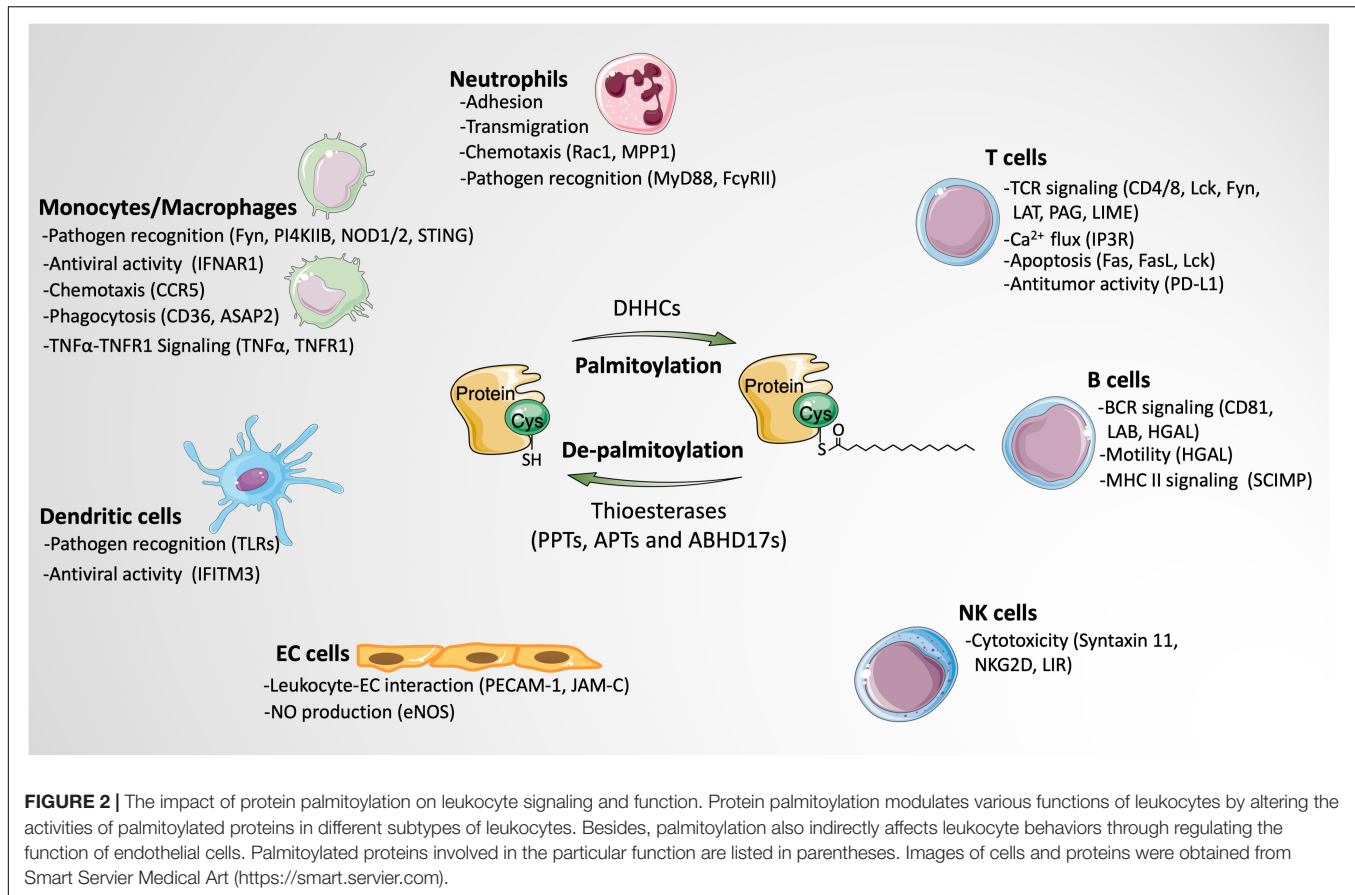 Neutrophils
-Adhesion
-Transmigration
-Chemotaxis (Rac1, MPP1)
-Pathogen recognition (MyD88, FcγRII)
Monocytes/Macrophages
-Pathogen recognition (Fyn, PI4KIIB, NOD1/2, STING)
-Antiviral activity (IFNAR1)
-Chemotaxis (CCR5)
-Phagocytosis (CD36, ASAP2)
-TNFα-TNFR1 Signaling (TNFα, TNFR1)
T cells
-TCR signaling (CD4/8, Lck, Fyn,
LAT, PAG, LIME)
-Ca²⁺ flux (IP3R)
-Apoptosis (Fas, FasL, Lck)
-Antitumor activity (PD-L1)
DHHCs
Palmitoylation
Protein
Cys
SH
Protein
Cys
S
O
De-palmitoylation
Thioesterases
(PPTs, APTs and ABHD17s)
B cells
-BCR signaling (CD81,
LAB, HGAL)
-Motility (HGAL)
-MHC II signaling (SCIMP)
Dendritic cells
-Pathogen recognition (TLRs)
-Antiviral activity (IFITM3)
NK cells
-Cytotoxicity (Syntaxin 11,
NKG2D, LIR)
EC cells
-Leukocyte-EC interaction (PECAM-1, JAM-C)
-NO production (eNOS)
FIGURE 2 | The impact of protein palmitoylation on leukocyte signaling and function. Protein palmitoylation modulates various functions of leukocytes by altering the
activities of palmitoylated proteins in different subtypes of leukocytes. Besides, palmitoylation also indirectly affects leukocyte behaviors through regulating the
function of endothelial cells. Palmitoylated proteins involved in the particular function are listed in parentheses. Images of cells and proteins were obtained from
Smart Servier Medical Art (https://smart.servier.com).